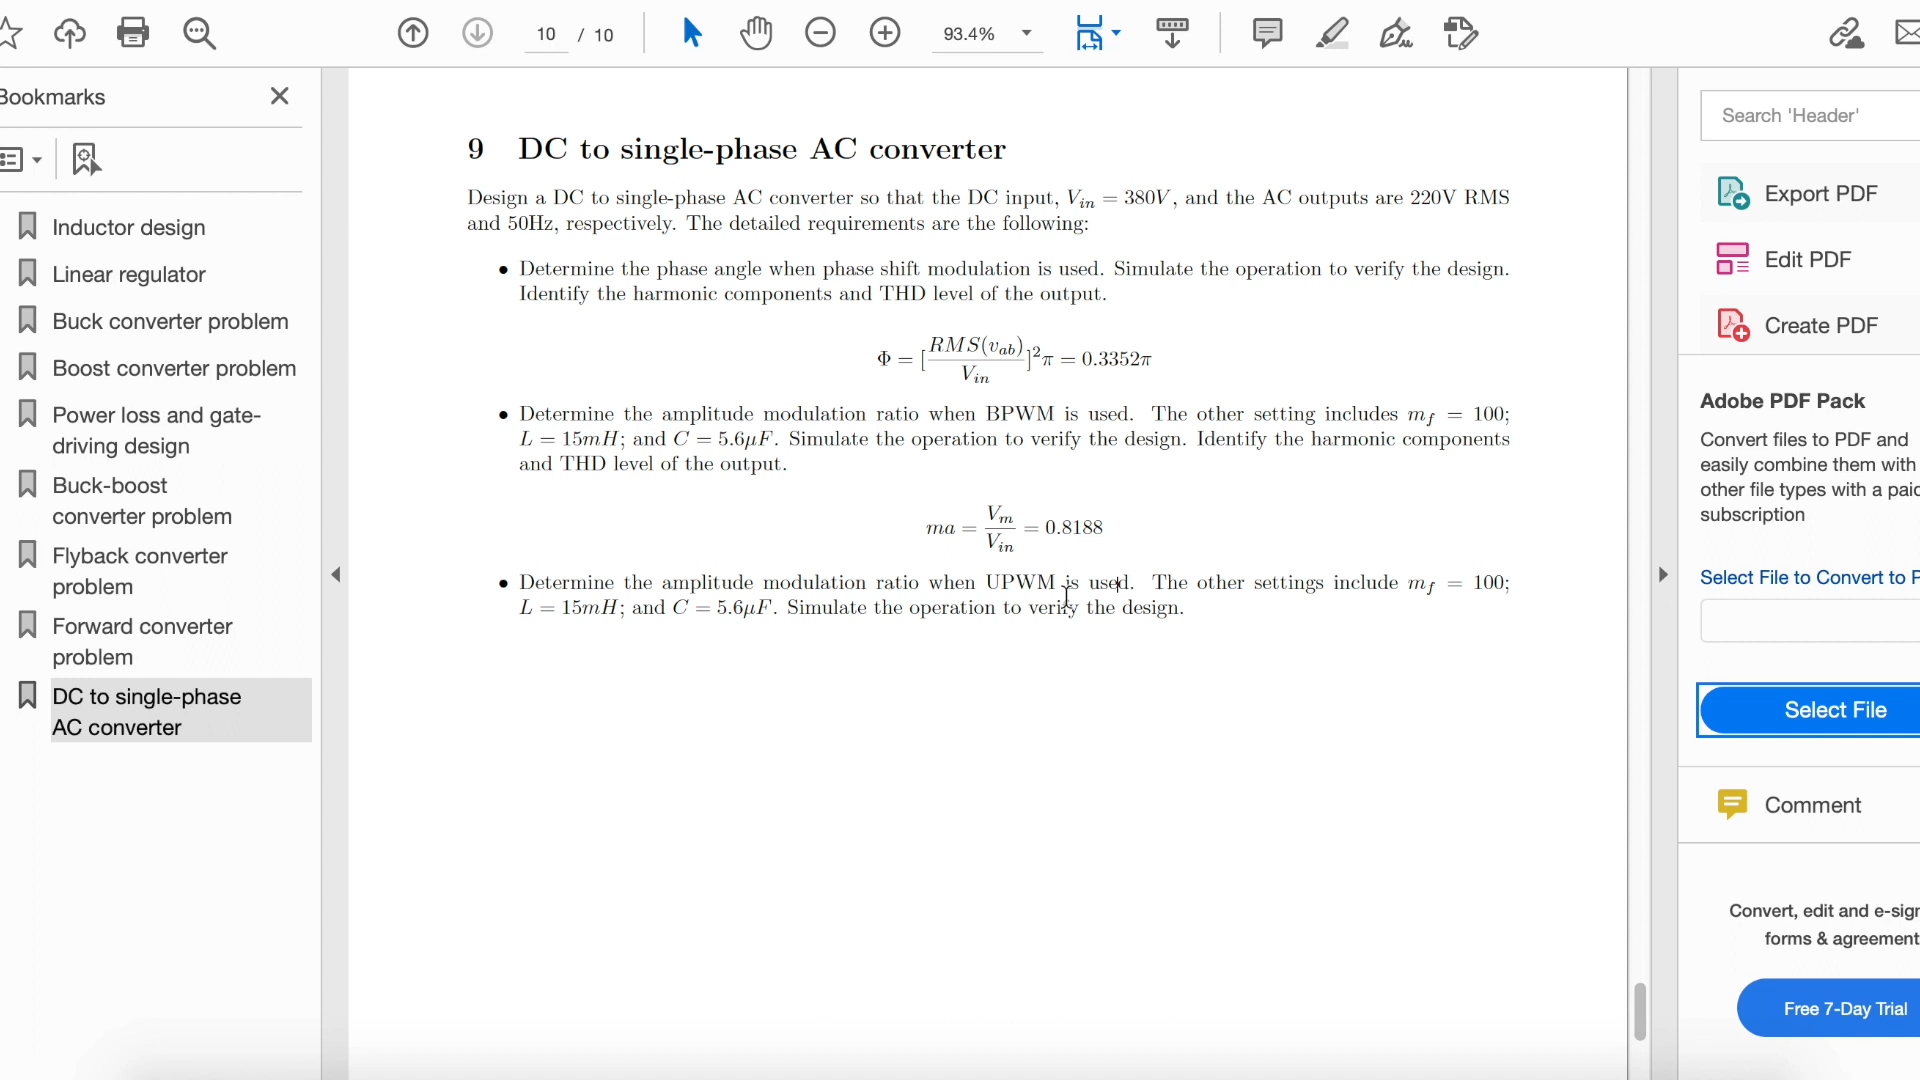 10 / 10
93.4%
Bookmarks
Inductor design
Linear regulator
Buck converter problem
Boost converter problem
Power loss and gate-
driving design
Buck-boost
converter problem
Flyback converter
problem
Forward converter
problem
DC to single-phase
AC converter
9 DC to single-phase AC converter
Design a DC to single-phase AC converter so that the DC input, V_in = 380V, and the AC outputs are 220V RMS
and 50Hz, respectively. The detailed requirements are the following:
• Determine the phase angle when phase shift modulation is used. Simulate the operation to verify the design.
Identify the harmonic components and THD level of the output.
Φ = [RMS(v_ab)/V_in]²π = 0.3352π
• Determine the amplitude modulation ratio when BPWM is used. The other setting includes m_f = 100;
L = 15mH; and C = 5.6μF. Simulate the operation to verify the design. Identify the harmonic components
and THD level of the output.
ma = V_m/V_in = 0.8188
• Determine the amplitude modulation ratio when UPWM is used. The other settings include m_f = 100;
L = 15mH; and C = 5.6μF. Simulate the operation to verify the design.
Search 'Header'
Export PDF
Edit PDF
Create PDF
Adobe PDF Pack
Convert files to PDF and
easily combine them with
other file types with a paid
subscription
Select File to Convert to P
Select File
Comment
Convert, edit and e-sign
forms & agreement
Free 7-Day Trial